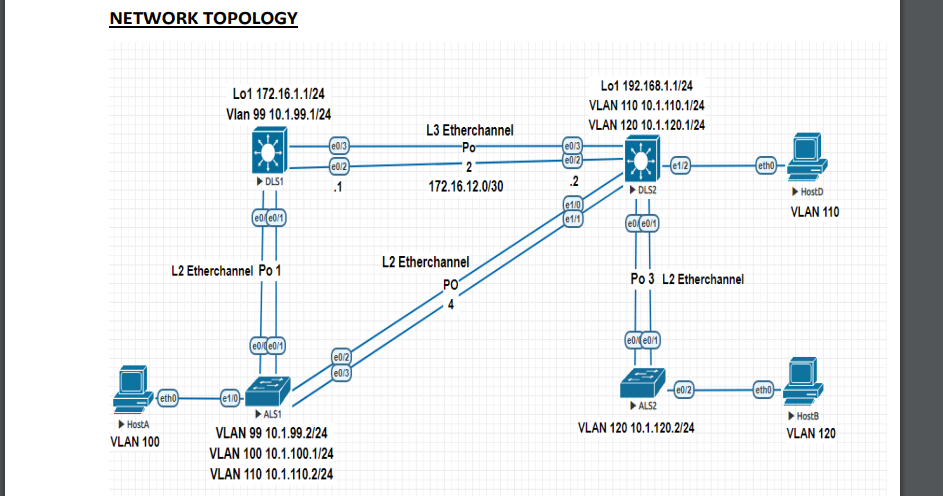 NETWORK TOPOLOGY
Lo1 172.16.1.1/24
Vlan 99 10.1.99.1/24
Lo1 192.168.1.1/24
VLAN 110 10.1.110.1/24
VLAN 120 10.1.120.1/24
L3 Etherchannel
Po
2
172.16.12.0/30
e0/3
e0/2
.1
e0/3
e0/2
.2
DLS1
DLS2
e1/2
eth0
HostD
VLAN 110
e0/1
e1/0
e1/1
e0/1
L2 Etherchannel Po 1
L2 Etherchannel
PO
4
Po 3 L2 Etherchannel
e0/1
e0/2
e0/3
e0/1
eth0
e1/0
ALS1
HostA
VLAN 100
VLAN 99 10.1.99.2/24
VLAN 100 10.1.100.1/24
VLAN 110 10.1.110.2/24
e0/2
eth0
ALS2
VLAN 120 10.1.120.2/24
HostB
VLAN 120